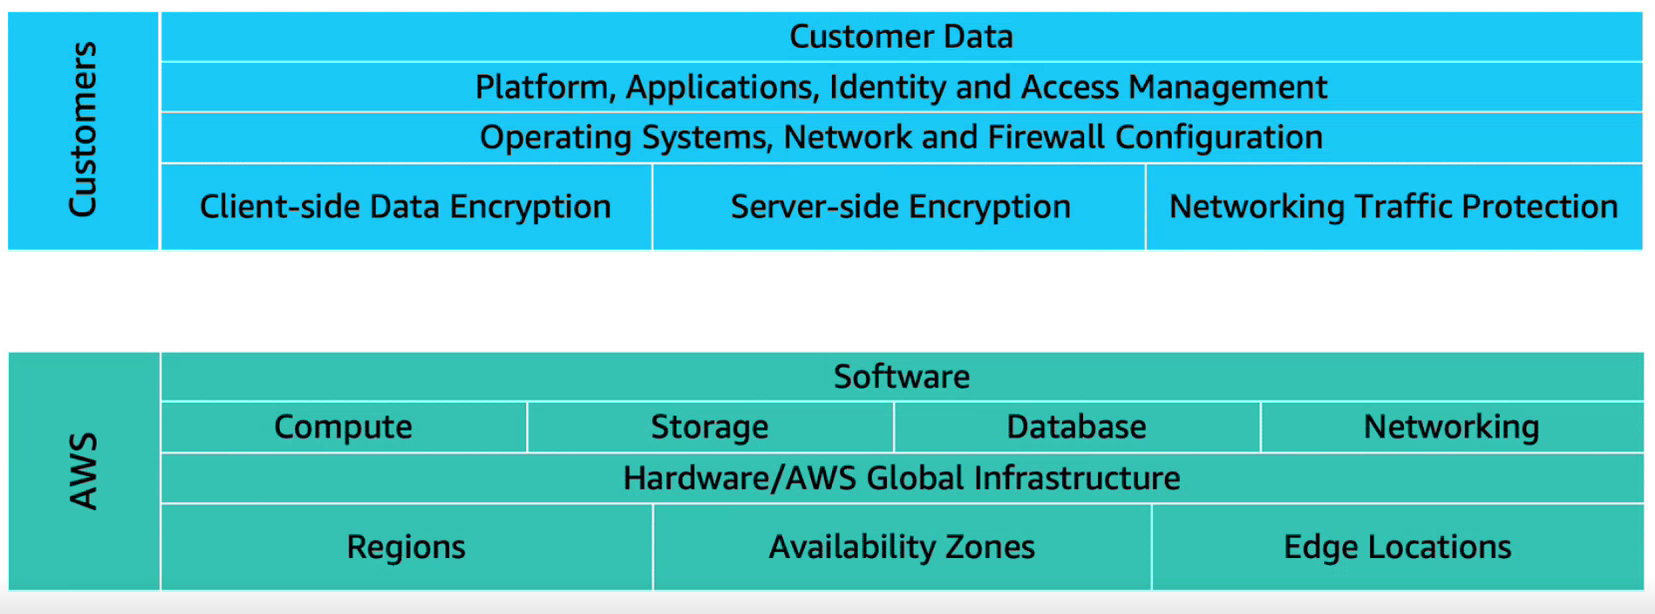 Customers
Customer Data
Platform, Applications, Identity and Access Management
Operating Systems, Network and Firewall Configuration
Client-side Data Encryption
Server-side Encryption
Networking Traffic Protection
AWS
Software
Compute
Storage
Database
Networking
Hardware/AWS Global Infrastructure
Regions
Availability Zones
Edge Locations